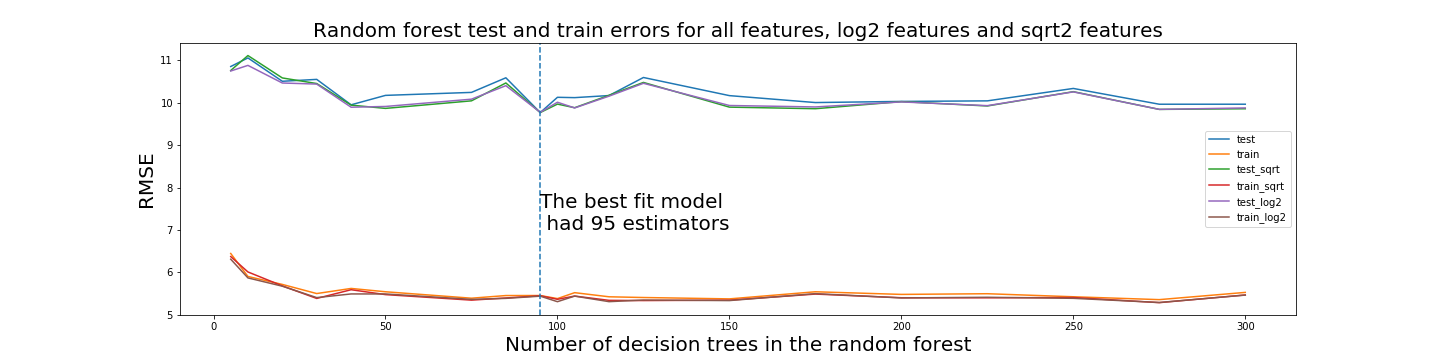 Random forest test and train errors for all features, log2 features and sqrt2 features
RMSE
11
10
9
8
7
6
5
The best fit model
had 95 estimators
test
train
test_sqrt
train_sqrt
test_log2
train_log2
0 50 100 150 200 250 300
Number of decision trees in the random forest